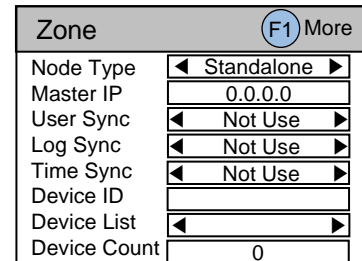 Zone F1 More
Node Type Standalone
Master IP 0.0.0.0
User Sync Not Use
Log Sync Not Use
Time Sync Not Use
Device ID
Device List
Device Count 0